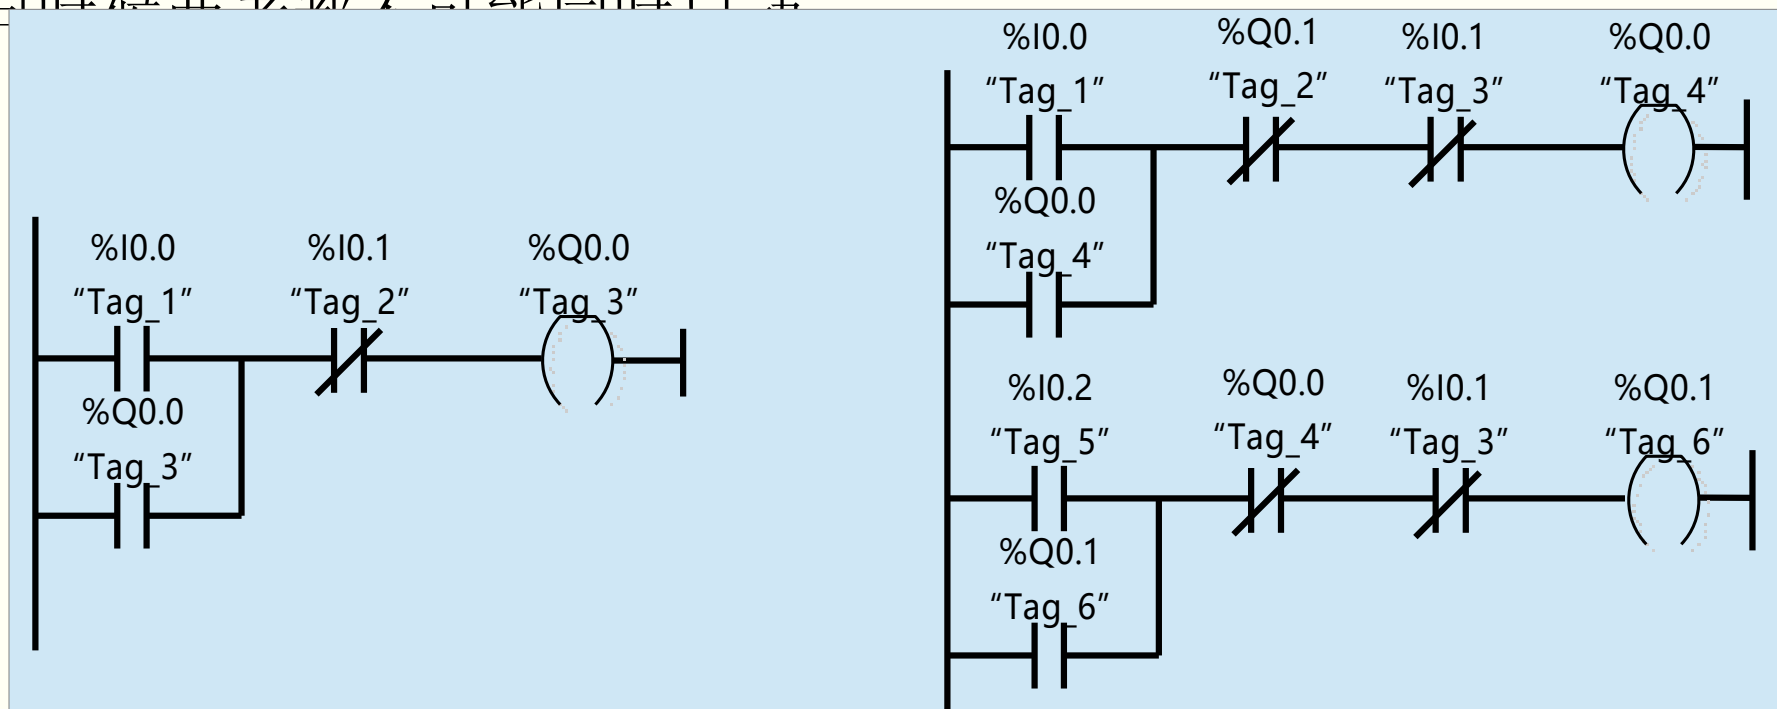 %I0.0 %I0.1 %Q0.0
“Tag_1” “Tag_2” “Tag_3”
%Q0.0
“Tag_3”
%I0.0 %Q0.1 %I0.1 %Q0.0
“Tag_1” “Tag_2” “Tag_3” “Tag_4”
%Q0.0
“Tag_4”
%I0.2 %Q0.0 %I0.1 %Q0.1
“Tag_5” “Tag_4” “Tag_3” “Tag_6”
%Q0.1
“Tag_6”